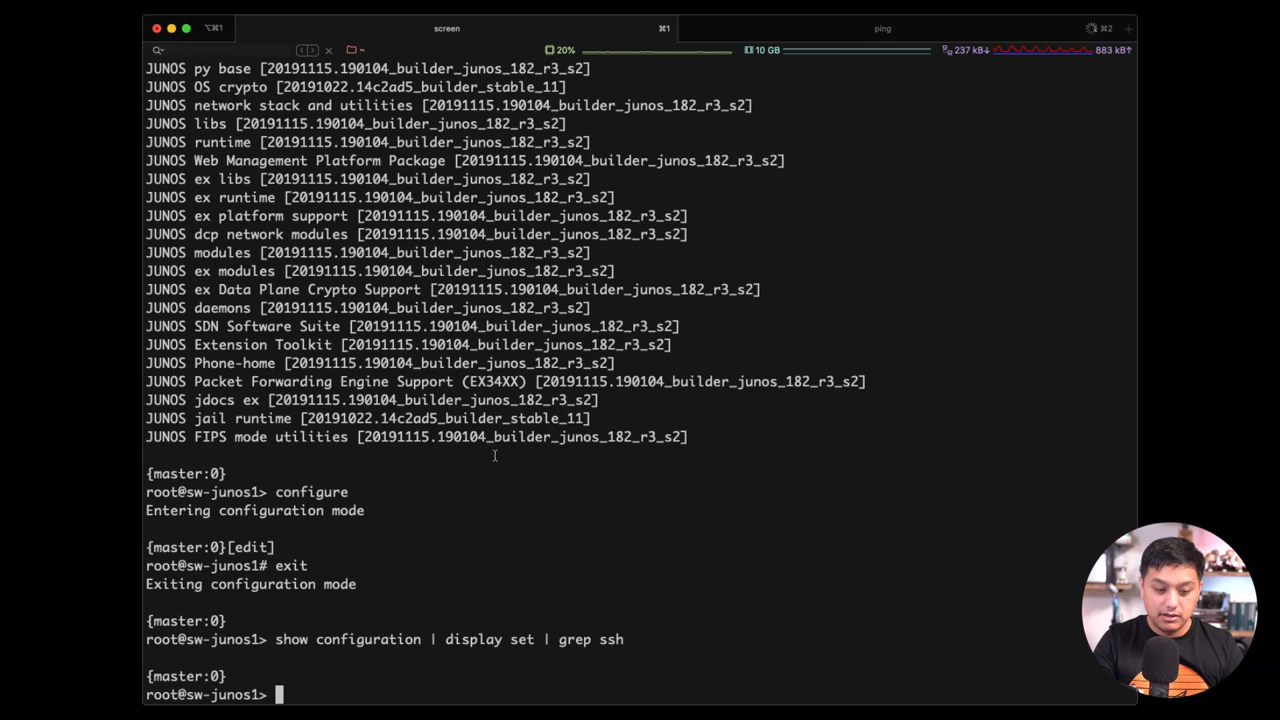 ⌥⌘1
screen
⌘1
ping
⌘2
20%
10 GB
237 kB↓
883 kB↑
JUNOS py base [20191115.190104_builder_junos_182_r3_s2]
JUNOS OS crypto [20191022.14c2ad5_builder_stable_11]
JUNOS network stack and utilities [20191115.190104_builder_junos_182_r3_s2]
JUNOS libs [20191115.190104_builder_junos_182_r3_s2]
JUNOS runtime [20191115.190104_builder_junos_182_r3_s2]
JUNOS Web Management Platform Package [20191115.190104_builder_junos_182_r3_s2]
JUNOS ex libs [20191115.190104_builder_junos_182_r3_s2]
JUNOS ex runtime [20191115.190104_builder_junos_182_r3_s2]
JUNOS ex platform support [20191115.190104_builder_junos_182_r3_s2]
JUNOS dcp network modules [20191115.190104_builder_junos_182_r3_s2]
JUNOS modules [20191115.190104_builder_junos_182_r3_s2]
JUNOS ex modules [20191115.190104_builder_junos_182_r3_s2]
JUNOS ex Data Plane Crypto Support [20191115.190104_builder_junos_182_r3_s2]
JUNOS daemons [20191115.190104_builder_junos_182_r3_s2]
JUNOS SDN Software Suite [20191115.190104_builder_junos_182_r3_s2]
JUNOS Extension Toolkit [20191115.190104_builder_junos_182_r3_s2]
JUNOS Phone-home [20191115.190104_builder_junos_182_r3_s2]
JUNOS Packet Forwarding Engine Support (EX34XX) [20191115.190104_builder_junos_182_r3_s2]
JUNOS jdocs ex [20191115.190104_builder_junos_182_r3_s2]
JUNOS jail runtime [20191022.14c2ad5_builder_stable_11]
JUNOS FIPS mode utilities [20191115.190104_builder_junos_182_r3_s2]
{master:0}
root@sw-junos1> configure
Entering configuration mode
{master:0}[edit]
root@sw-junos1# exit
Exiting configuration mode
{master:0}
root@sw-junos1> show configuration | display set | grep ssh
{master:0}
root@sw-junos1>